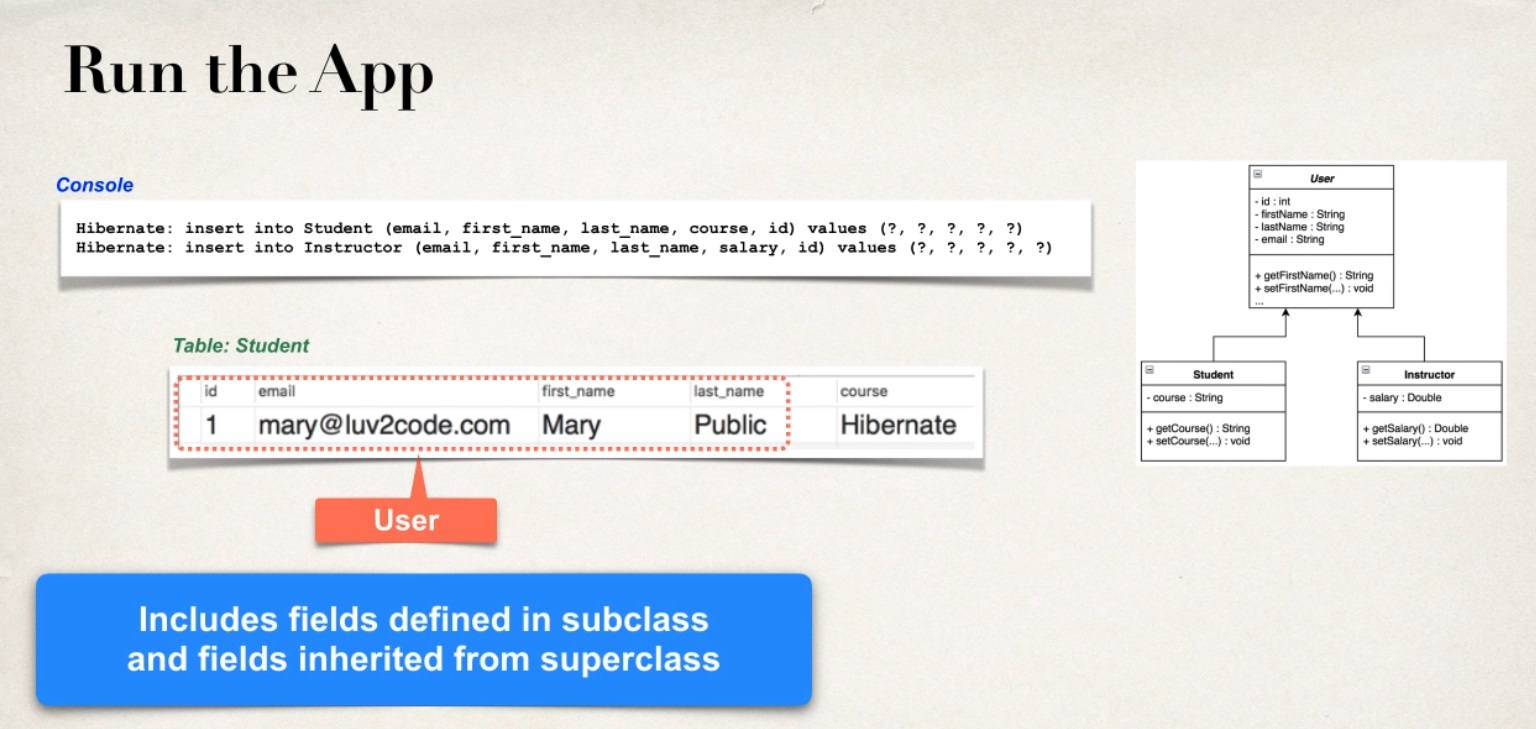 Run the App
Console
Hibernate: insert into Student (email, first_name, last_name, course, id) values (?, ?, ?, ?, ?)
Hibernate: insert into Instructor (email, first_name, last_name, salary, id) values (?, ?, ?, ?, ?)
Table: Student
id email first_name last_name course
1 mary@luv2code.com Mary Public Hibernate
User
Includes fields defined in subclass
and fields inherited from superclass
User
- id : int
- firstName : String
- lastName : String
- email : String
+ getFirstName() : String
+ setFirstName(...) : void
...
Student
- course : String
+ getCourse() : String
+ setCourse(...) : void
Instructor
- salary : Double
+ getSalary() : Double
+ setSalary(...) : void